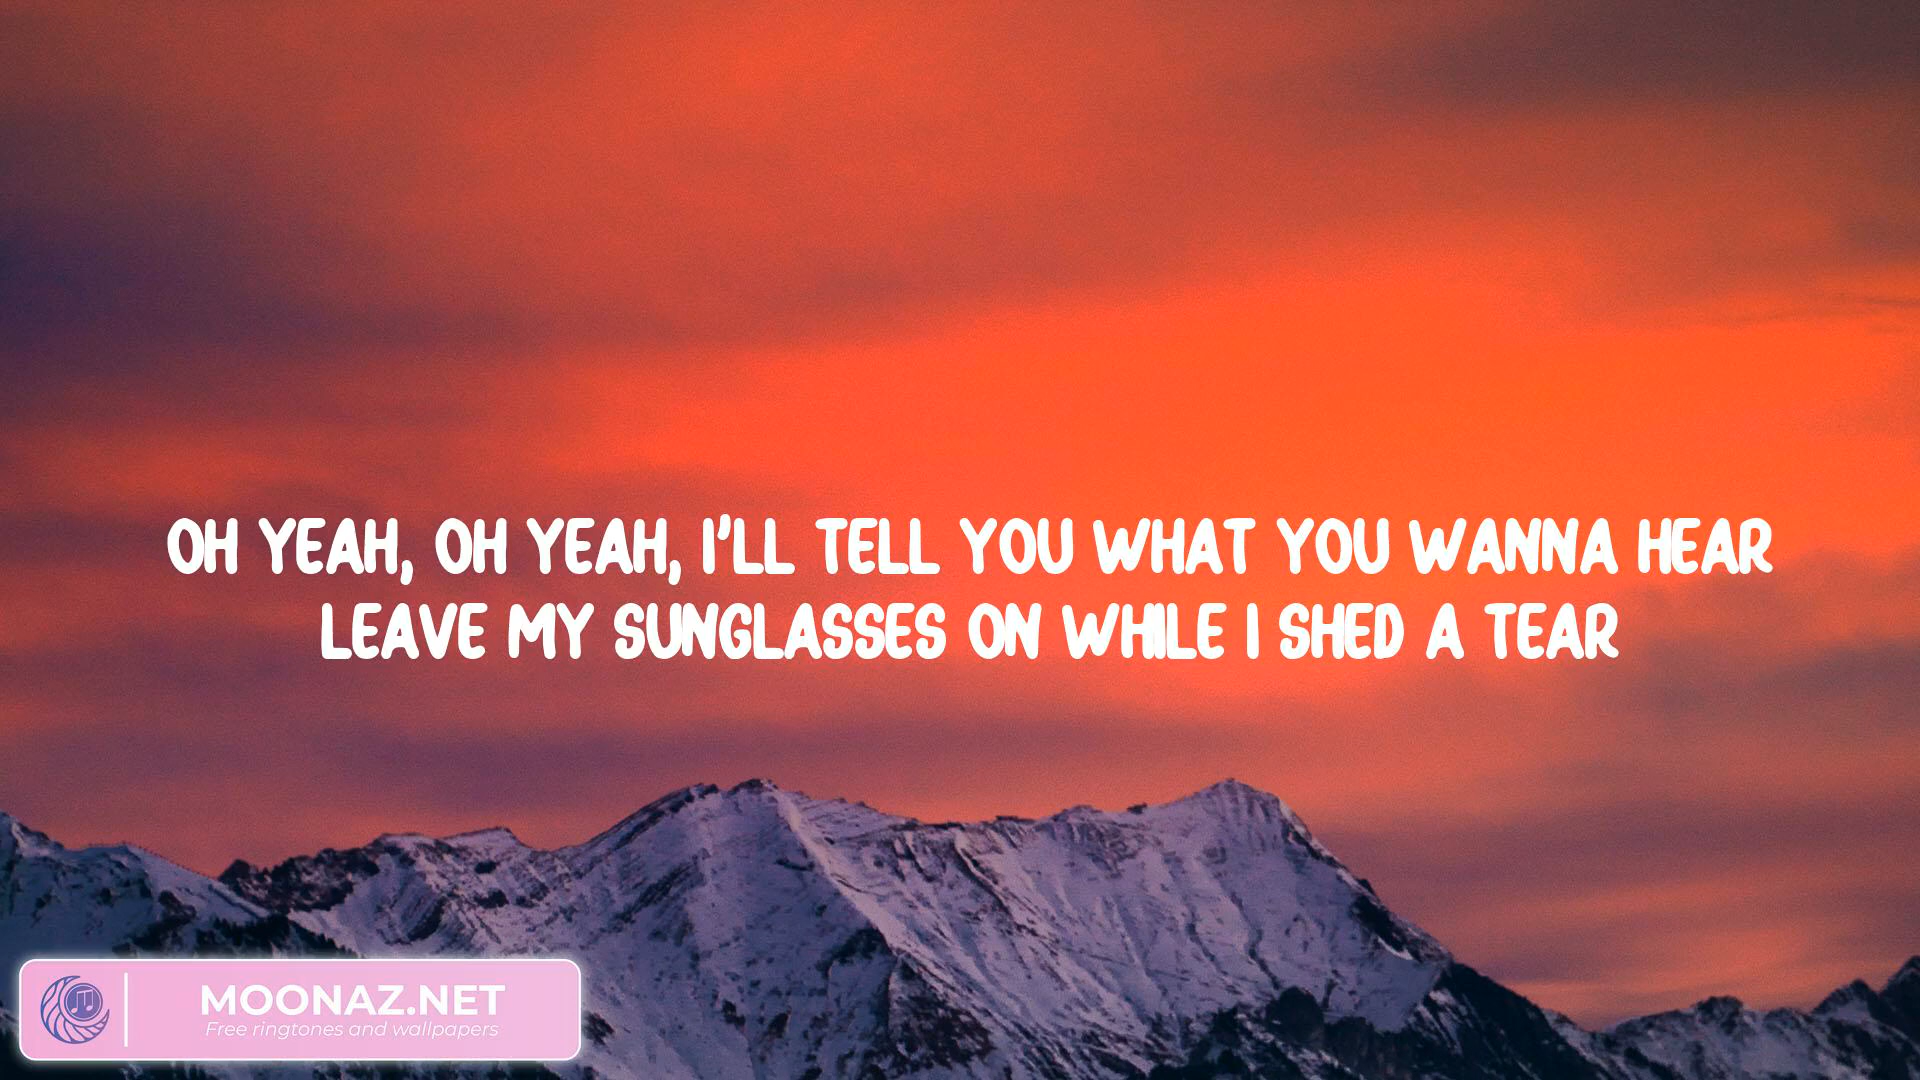 OH YEAH, OH YEAH, I'LL TELL YOU WHAT YOU WANNA HEAR
LEAVE MY SUNGLASSES ON WHILE I SHED A TEAR
MOONAZ.NET
Free ringtones and wallpapers